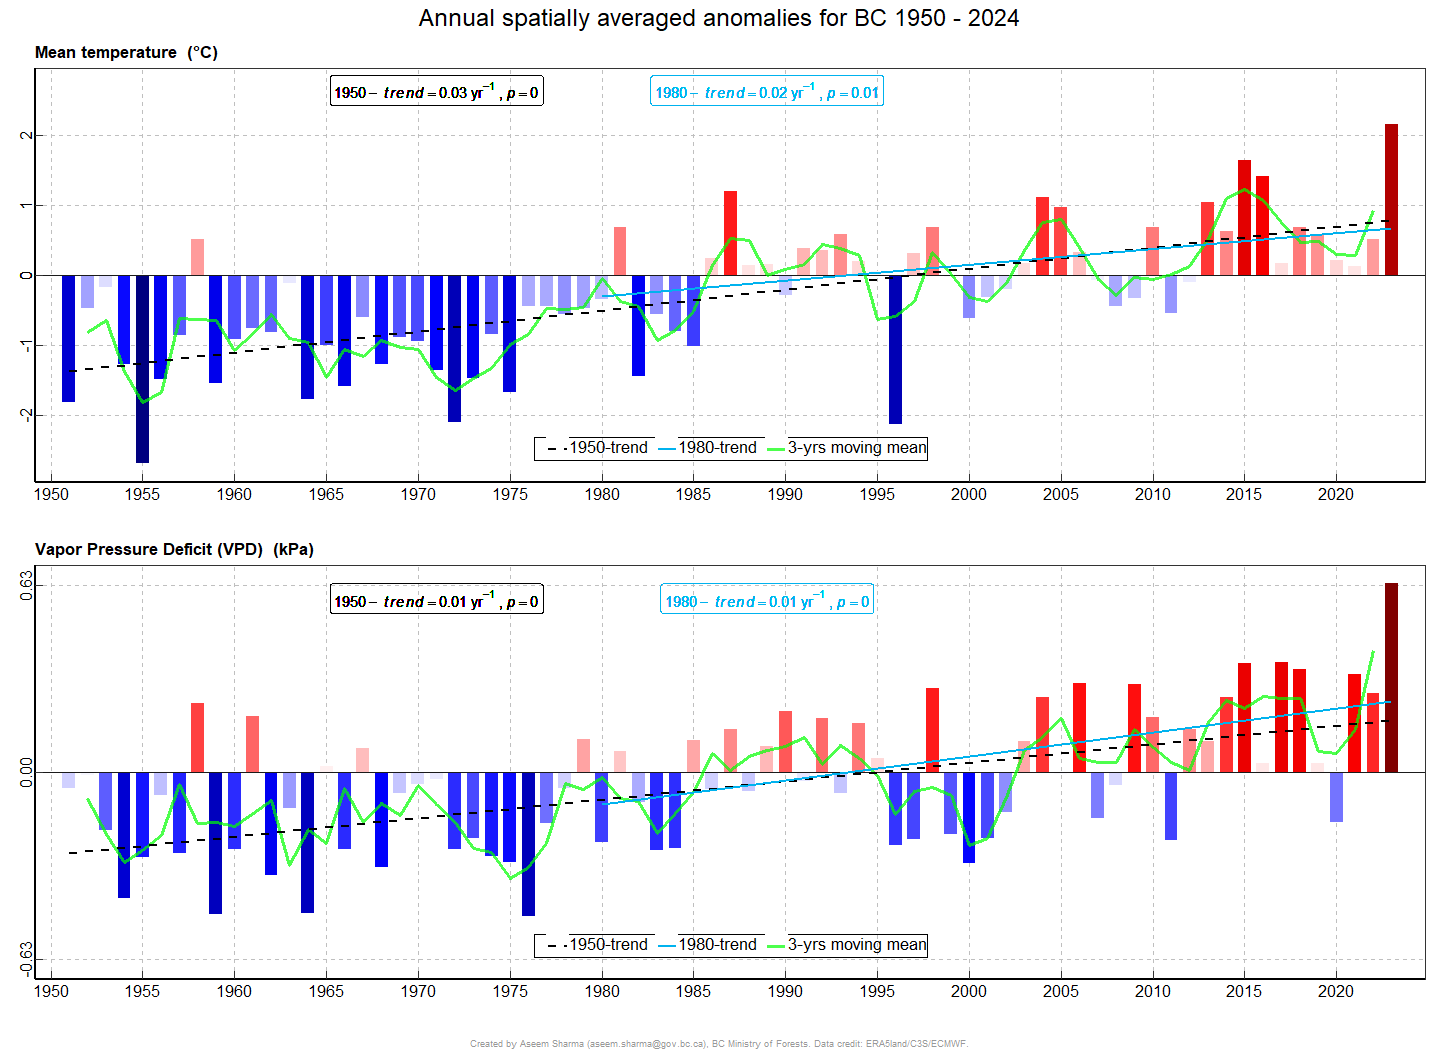 Annual spatially averaged anomalies for BC 1950 - 2024
Mean temperature (°C)
1950− trend = 0.03 yr−1 , p = 0
1980− trend = 0.02 yr−1 , p = 0.01
2
1
0
-1
-2
1950-trend 1980-trend 3-yrs moving mean
1950 1955 1960 1965 1970 1975 1980 1985 1990 1995 2000 2005 2010 2015 2020
Vapor Pressure Deficit (VPD) (kPa)
1950− trend = 0.01 yr−1 , p = 0
1980− trend = 0.01 yr−1 , p = 0
0.63
0.00
-0.63
1950-trend 1980-trend 3-yrs moving mean
1950 1955 1960 1965 1970 1975 1980 1985 1990 1995 2000 2005 2010 2015 2020
Created by Aseem Sharma (aseem.sharma@gov.bc.ca), BC Ministry of Forests. Data credit: ERA5land/C3S/ECMWF.